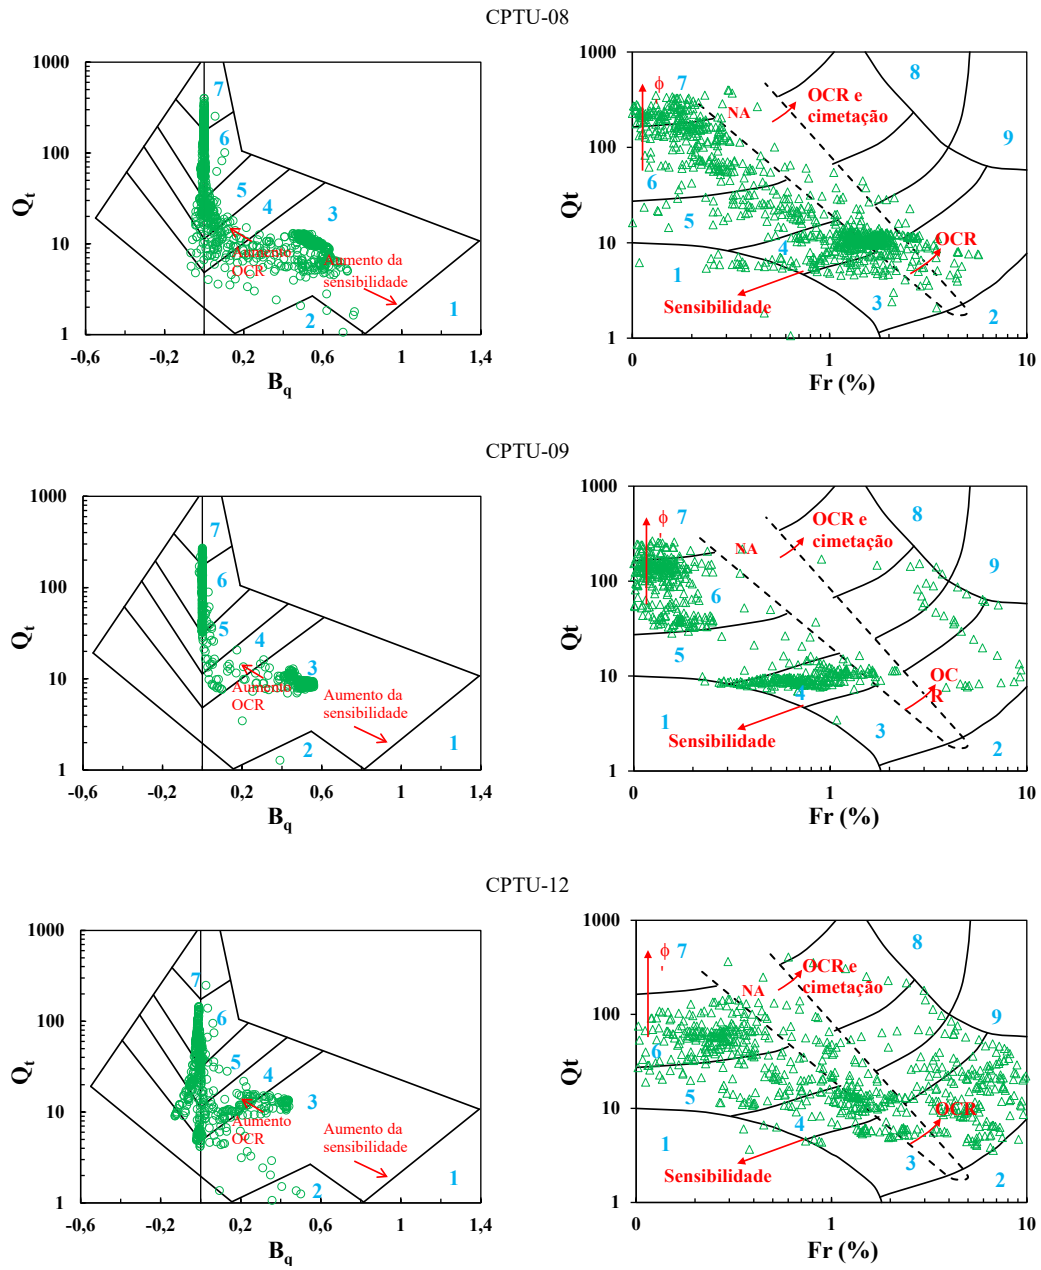 CPTU-08
1000
100
10
1
-0,6
-0,2
0,2
0,6
1
1,4
Qt
Bq
7
6
5
4
3
2
1
Aumento
OCR
Aumento da
sensibilidade
1000
100
10
1
0
1
10
Qt
Fr (%)
ϕ
'
7
NA
OCR e
cimetação
8
9
6
5
4
1
3
2
OCR
Sensibilidade
CPTU-09
1000
100
10
1
-0,6
-0,2
0,2
0,6
1
1,4
Qt
Bq
7
6
5
4
3
2
1
Aumento
OCR
Aumento da
sensibilidade
1000
100
10
1
0
1
10
Qt
Fr (%)
ϕ
'
7
NA
OCR e
cimetação
8
9
6
5
4
1
3
2
OC
R
Sensibilidade
CPTU-12
1000
100
10
1
-0,6
-0,2
0,2
0,6
1
1,4
Qt
Bq
7
6
5
4
3
2
1
Aumento
OCR
Aumento da
sensibilidade
1000
100
10
1
0
1
10
Qt
Fr (%)
ϕ
'
7
NA
OCR e
cimetação
8
9
6
5
4
1
3
2
OCR
Sensibilidade